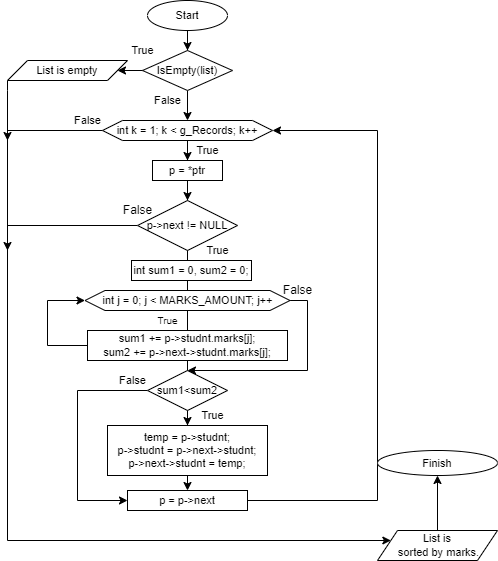 Start
True
IsEmpty(list)
List is empty
False
False
int k = 1; k < g_Records; k++
True
p = *ptr
False
p->next != NULL
True
int sum1 = 0, sum2 = 0;
False
int j = 0; j < MARKS_AMOUNT; j++
True
sum1 += p->studnt.marks[j];
sum2 += p->next->studnt.marks[j];
False
sum1<sum2
True
temp = p->studnt;
p->studnt = p->next->studnt;
p->next->studnt = temp;
Finish
p = p->next
List is
sorted by marks.